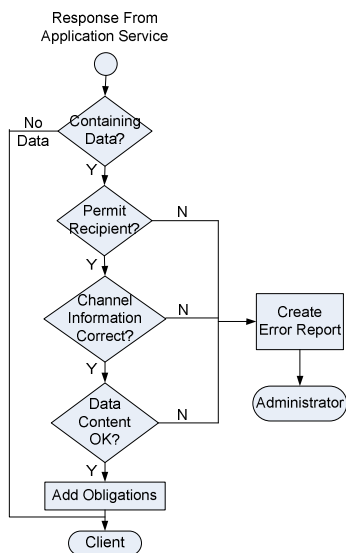 Response From
Application Service
No
Data
Containing
Data?
Y
Permit
Recipient?
N
Y
Channel
Information
Correct?
N
Create
Error Report
Y
Administrator
Data
Content
OK?
N
Y
Add Obligations
Client